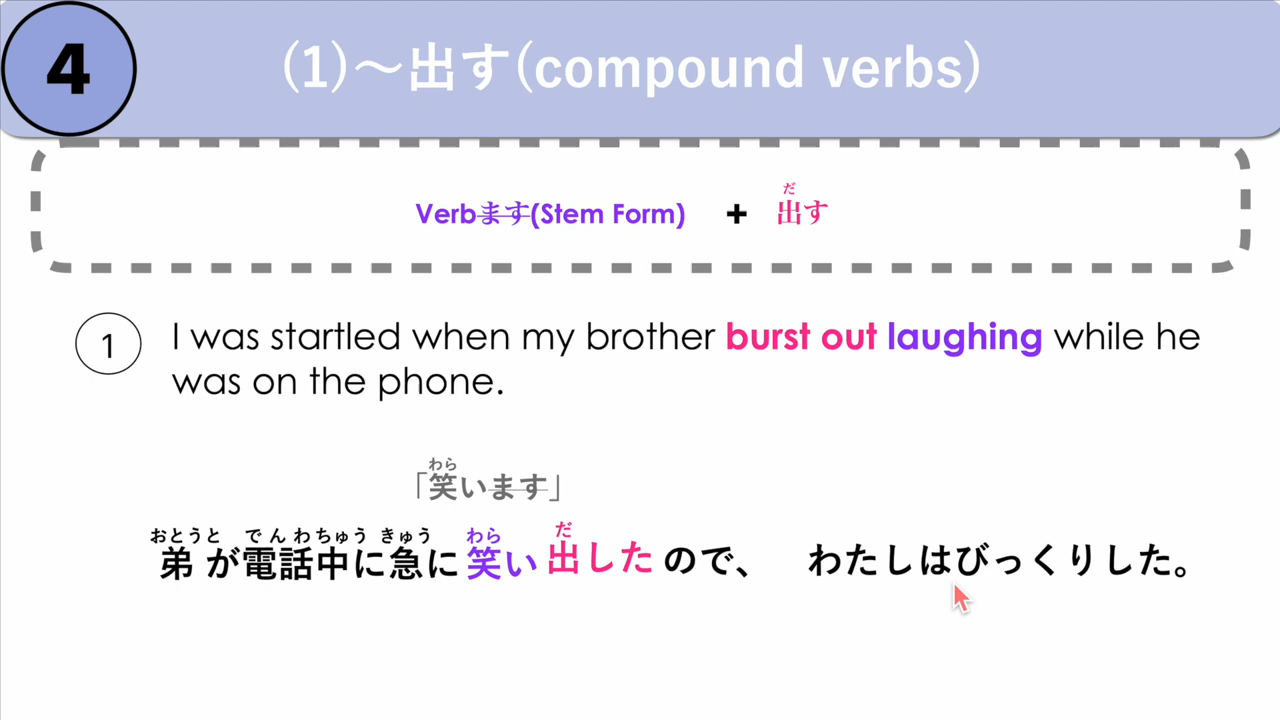 4
(1)～出す(compound verbs)
だ
Verbます(Stem Form) + 出す
1
I was startled when my brother burst out laughing while he
was on the phone.
わら
「笑います」
おとうと でんわちゅう きゅう わら だ
弟が電話中に急に笑い出したので、 わたしはびっくりした。